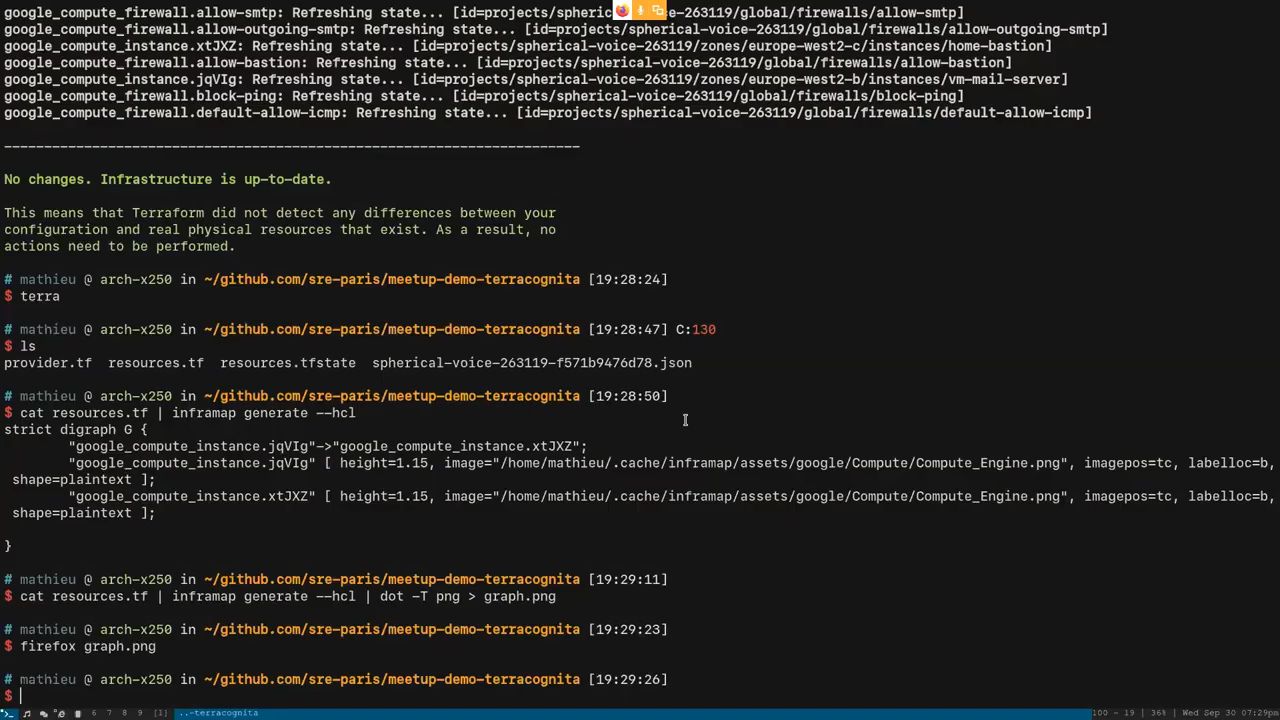 google_compute_firewall.allow-smtp: Refreshing state... [id=projects/spheric e-263119/global/firewalls/allow-smtp]
google_compute_firewall.allow-outgoing-smtp: Refreshing state... [id=projects/spherical-voice-263119/global/firewalls/allow-outgoing-smtp]
google_compute_instance.xtJXZ: Refreshing state... [id=projects/spherical-voice-263119/zones/europe-west2-c/instances/home-bastion]
google_compute_firewall.allow-bastion: Refreshing state... [id=projects/spherical-voice-263119/global/firewalls/allow-bastion]
google_compute_instance.jqVIg: Refreshing state... [id=projects/spherical-voice-263119/zones/europe-west2-b/instances/vm-mail-server]
google_compute_firewall.block-ping: Refreshing state... [id=projects/spherical-voice-263119/global/firewalls/block-ping]
google_compute_firewall.default-allow-icmp: Refreshing state... [id=projects/spherical-voice-263119/global/firewalls/default-allow-icmp]
------------------------------------------------------------------------
No changes. Infrastructure is up-to-date.
This means that Terraform did not detect any differences between your
configuration and real physical resources that exist. As a result, no
actions need to be performed.
# mathieu @ arch-x250 in ~/github.com/sre-paris/meetup-demo-terracognita [19:28:24]
$ terra
# mathieu @ arch-x250 in ~/github.com/sre-paris/meetup-demo-terracognita [19:28:47] C:130
$ ls
provider.tf  resources.tf  resources.tfstate  spherical-voice-263119-f571b9476d78.json
# mathieu @ arch-x250 in ~/github.com/sre-paris/meetup-demo-terracognita [19:28:50]
$ cat resources.tf | inframap generate --hcl
strict digraph G {
"google_compute_instance.jqVIg"->"google_compute_instance.xtJXZ";
"google_compute_instance.jqVIg" [ height=1.15, image="/home/mathieu/.cache/inframap/assets/google/Compute/Compute_Engine.png", imagepos=tc, labelloc=b,
shape=plaintext ];
"google_compute_instance.xtJXZ" [ height=1.15, image="/home/mathieu/.cache/inframap/assets/google/Compute/Compute_Engine.png", imagepos=tc, labelloc=b,
shape=plaintext ];
}
# mathieu @ arch-x250 in ~/github.com/sre-paris/meetup-demo-terracognita [19:29:11]
$ cat resources.tf | inframap generate --hcl | dot -T png > graph.png
# mathieu @ arch-x250 in ~/github.com/sre-paris/meetup-demo-terracognita [19:29:23]
$ firefox graph.png
# mathieu @ arch-x250 in ~/github.com/sre-paris/meetup-demo-terracognita [19:29:26]
$
6 7 8 9 [1] ..-terracognita 100 - 19 | 36% | Wed Sep 30 07:29pm